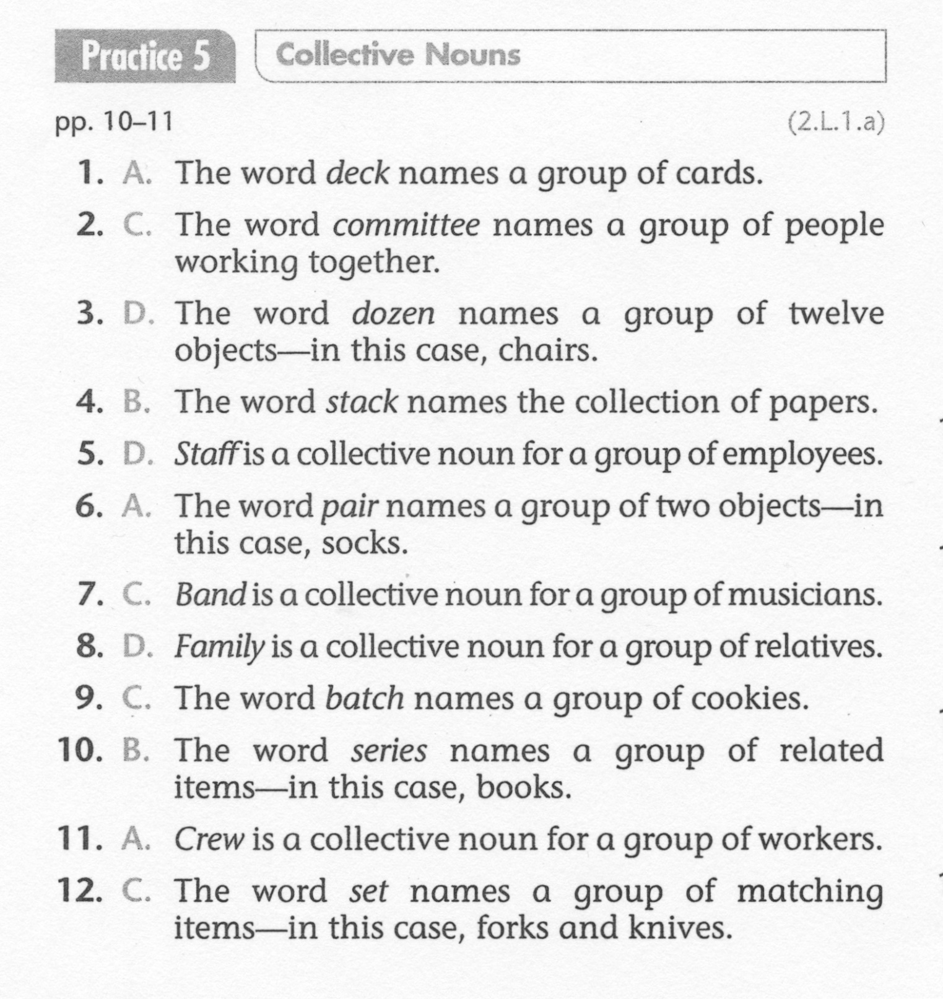 Practice 5 Collective Nouns
pp. 10–11 (2.L.1.a)
1. A. The word deck names a group of cards.
2. C. The word committee names a group of people
working together.
3. D. The word dozen names a group of twelve
objects—in this case, chairs.
4. B. The word stack names the collection of papers.
5. D. Staff is a collective noun for a group of employees.
6. A. The word pair names a group of two objects—in
this case, socks.
7. C. Band is a collective noun for a group of musicians.
8. D. Family is a collective noun for a group of relatives.
9. C. The word batch names a group of cookies.
10. B. The word series names a group of related
items—in this case, books.
11. A. Crew is a collective noun for a group of workers.
12. C. The word set names a group of matching
items—in this case, forks and knives.